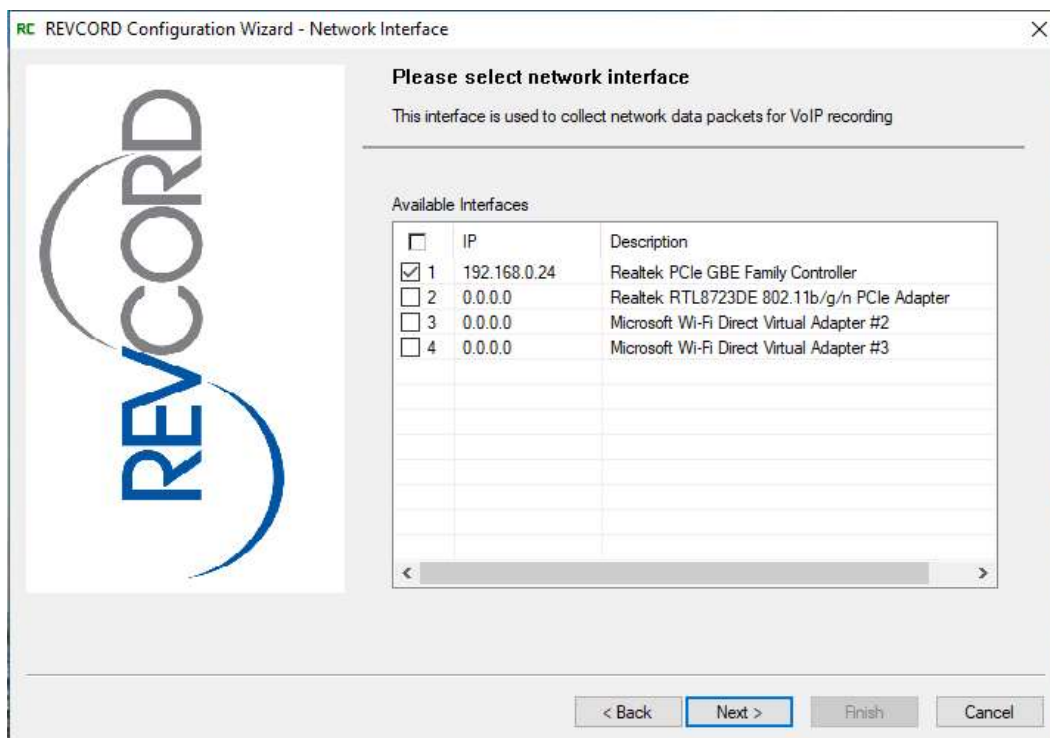 RC REVCORD Configuration Wizard - Network Interface
REVCORD
Please select network interface
This interface is used to collect network data packets for VoIP recording
Available Interfaces
IP Description
1 192.168.0.24 Realtek PCIe GBE Family Controller
2 0.0.0.0 Realtek RTL8723DE 802.11b/g/n PCIe Adapter
3 0.0.0.0 Microsoft Wi-Fi Direct Virtual Adapter #2
4 0.0.0.0 Microsoft Wi-Fi Direct Virtual Adapter #3
< Back Next > Finish Cancel